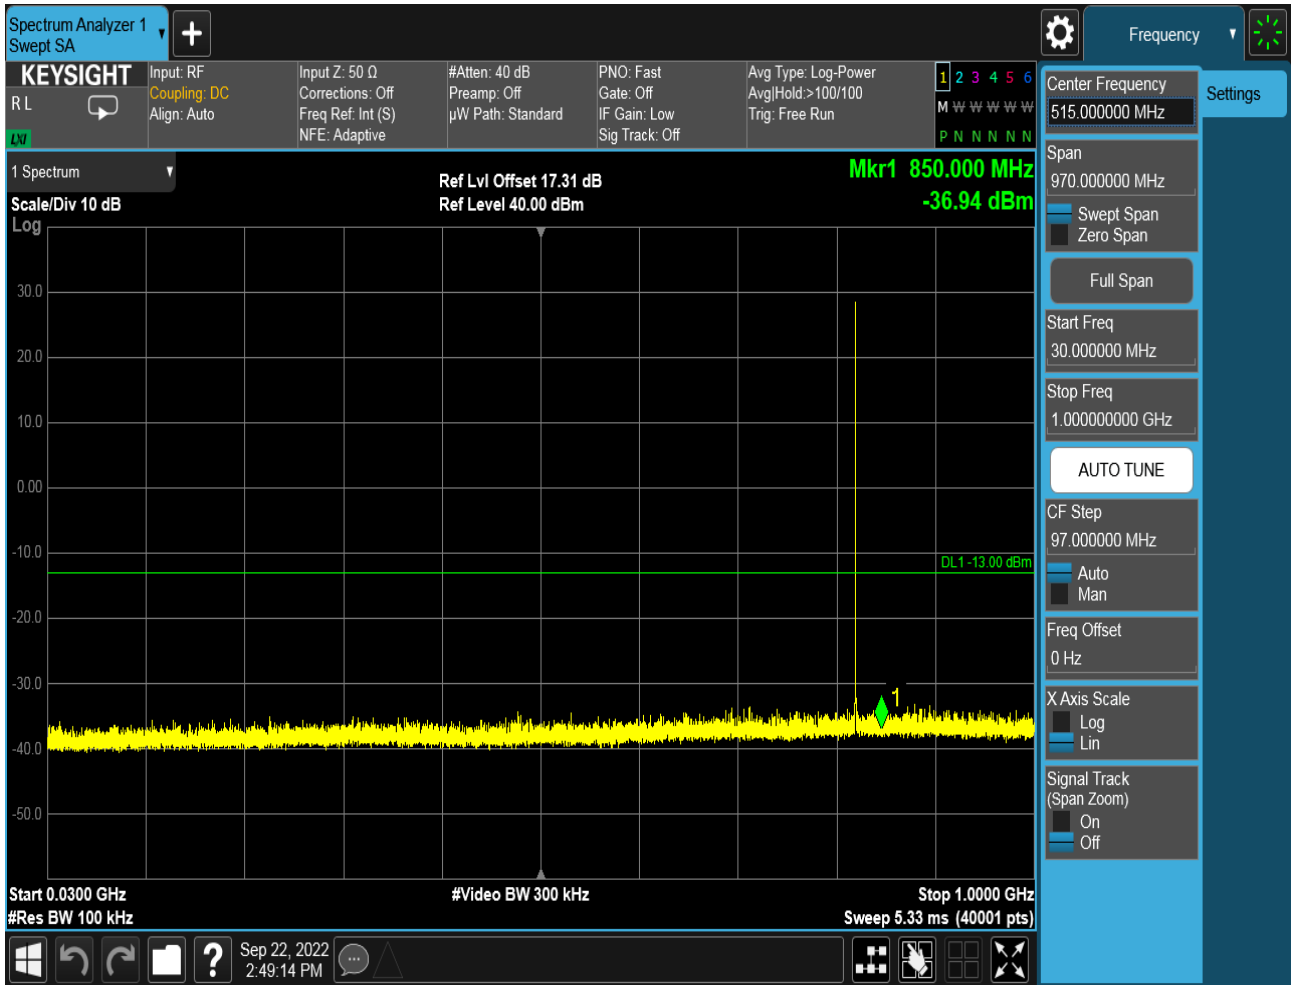 Spectrum Analyzer 1
Swept SA
Frequency
KEYSIGHT
R L
LXI
Input: RF
Coupling: DC
Align: Auto
Input Z: 50 Ω
Corrections: Off
Freq Ref: Int (S)
NFE: Adaptive
#Atten: 40 dB
Preamp: Off
µW Path: Standard
PNO: Fast
Gate: Off
IF Gain: Low
Sig Track: Off
Avg Type: Log-Power
Avg|Hold:>100/100
Trig: Free Run
1 2 3 4 5 6
M W W W W W
P N N N N N
1 Spectrum
Scale/Div 10 dB
Log
Ref Lvl Offset 17.31 dB
Ref Level 40.00 dBm
Mkr1 850.000 MHz
-36.94 dBm
30.0
20.0
10.0
0.00
-10.0
-20.0
-30.0
-40.0
-50.0
DL1 -13.00 dBm
1
Start 0.0300 GHz
#Res BW 100 kHz
#Video BW 300 kHz
Stop 1.0000 GHz
Sweep 5.33 ms (40001 pts)
Center Frequency
515.000000 MHz
Span
970.000000 MHz
Swept Span
Zero Span
Full Span
Start Freq
30.000000 MHz
Stop Freq
1.000000000 GHz
AUTO TUNE
CF Step
97.000000 MHz
Auto
Man
Freq Offset
0 Hz
X Axis Scale
Log
Lin
Signal Track
(Span Zoom)
On
Off
Settings
?
Sep 22, 2022
2:49:14 PM